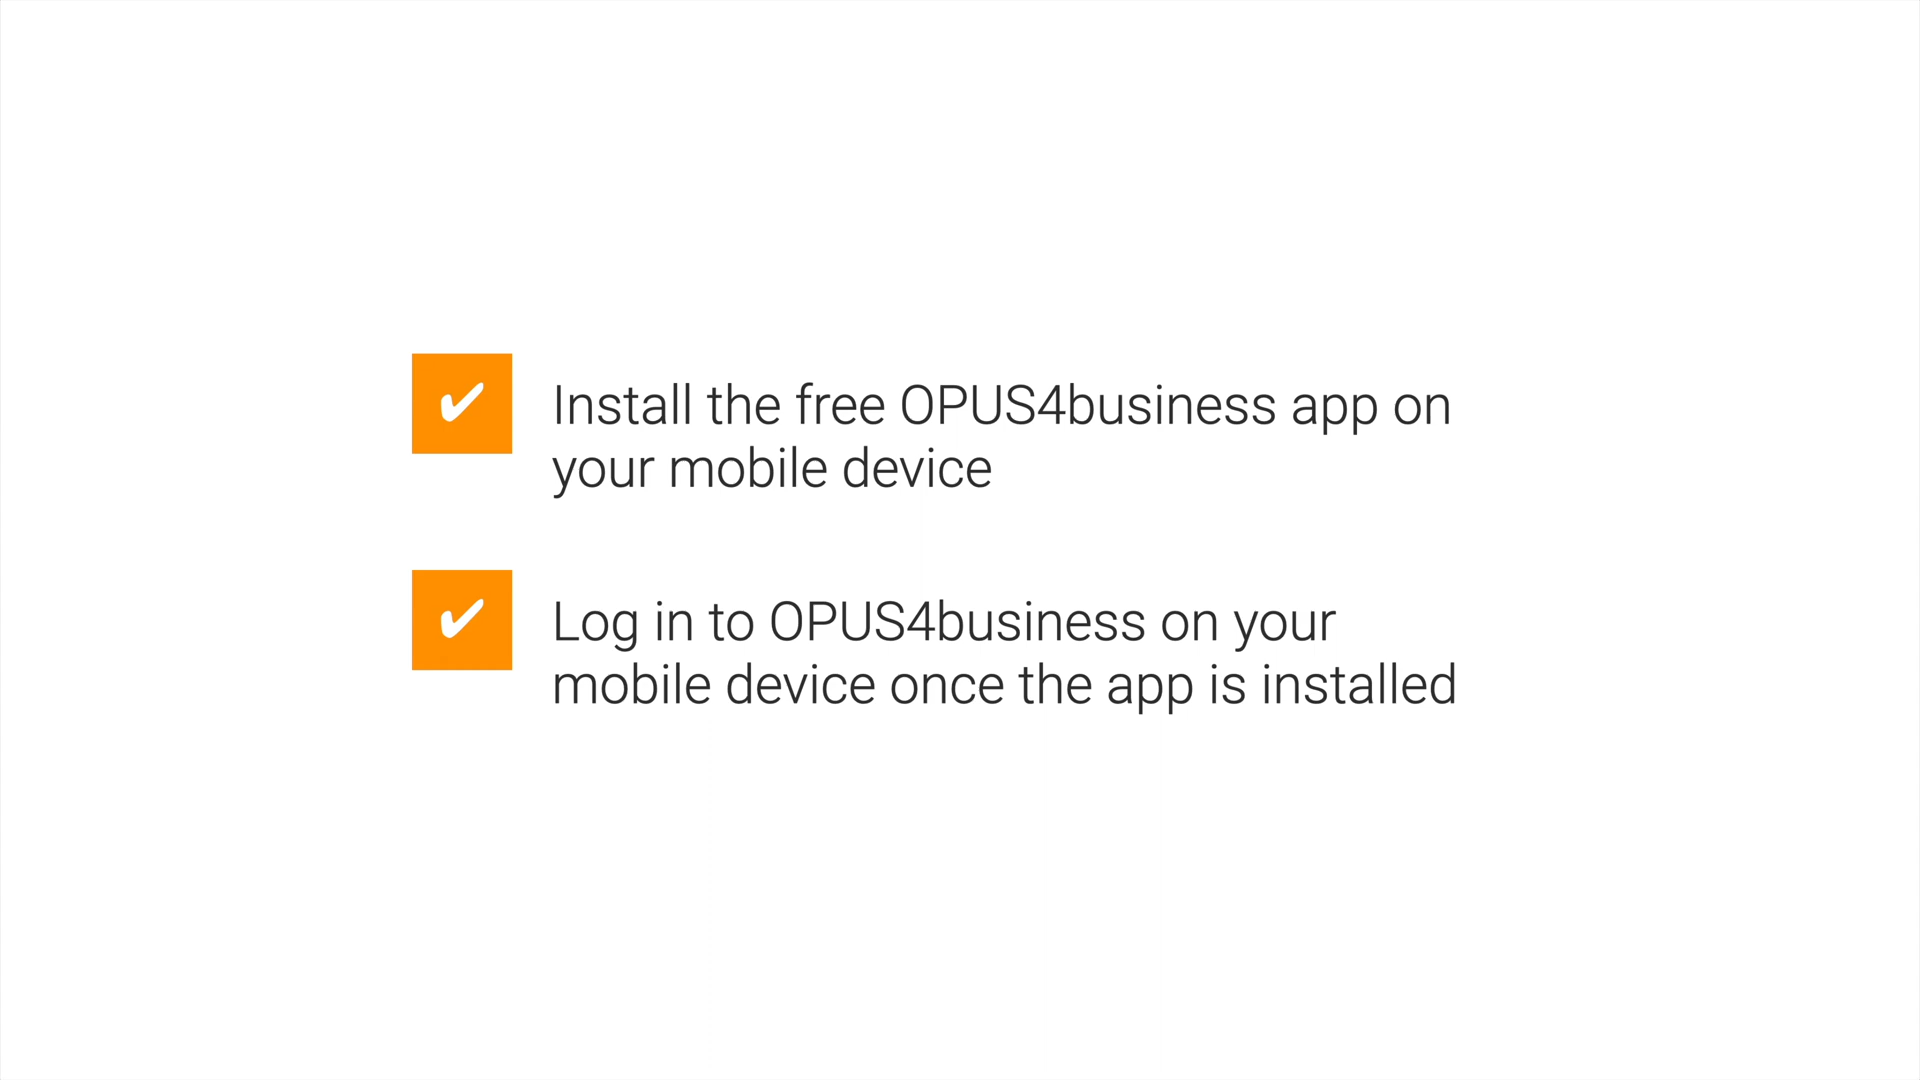 ✔ Install the free OPUS4business app on
your mobile device
✔ Log in to OPUS4business on your
mobile device once the app is installed